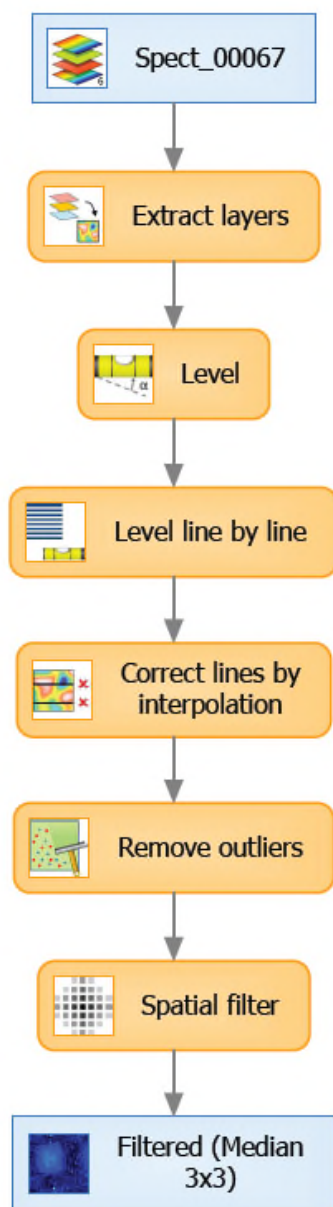 Spect_00067
Extract layers
α
Level
Level line by line
Correct lines by
interpolation
Remove outliers
Spatial filter
Filtered (Median
3x3)